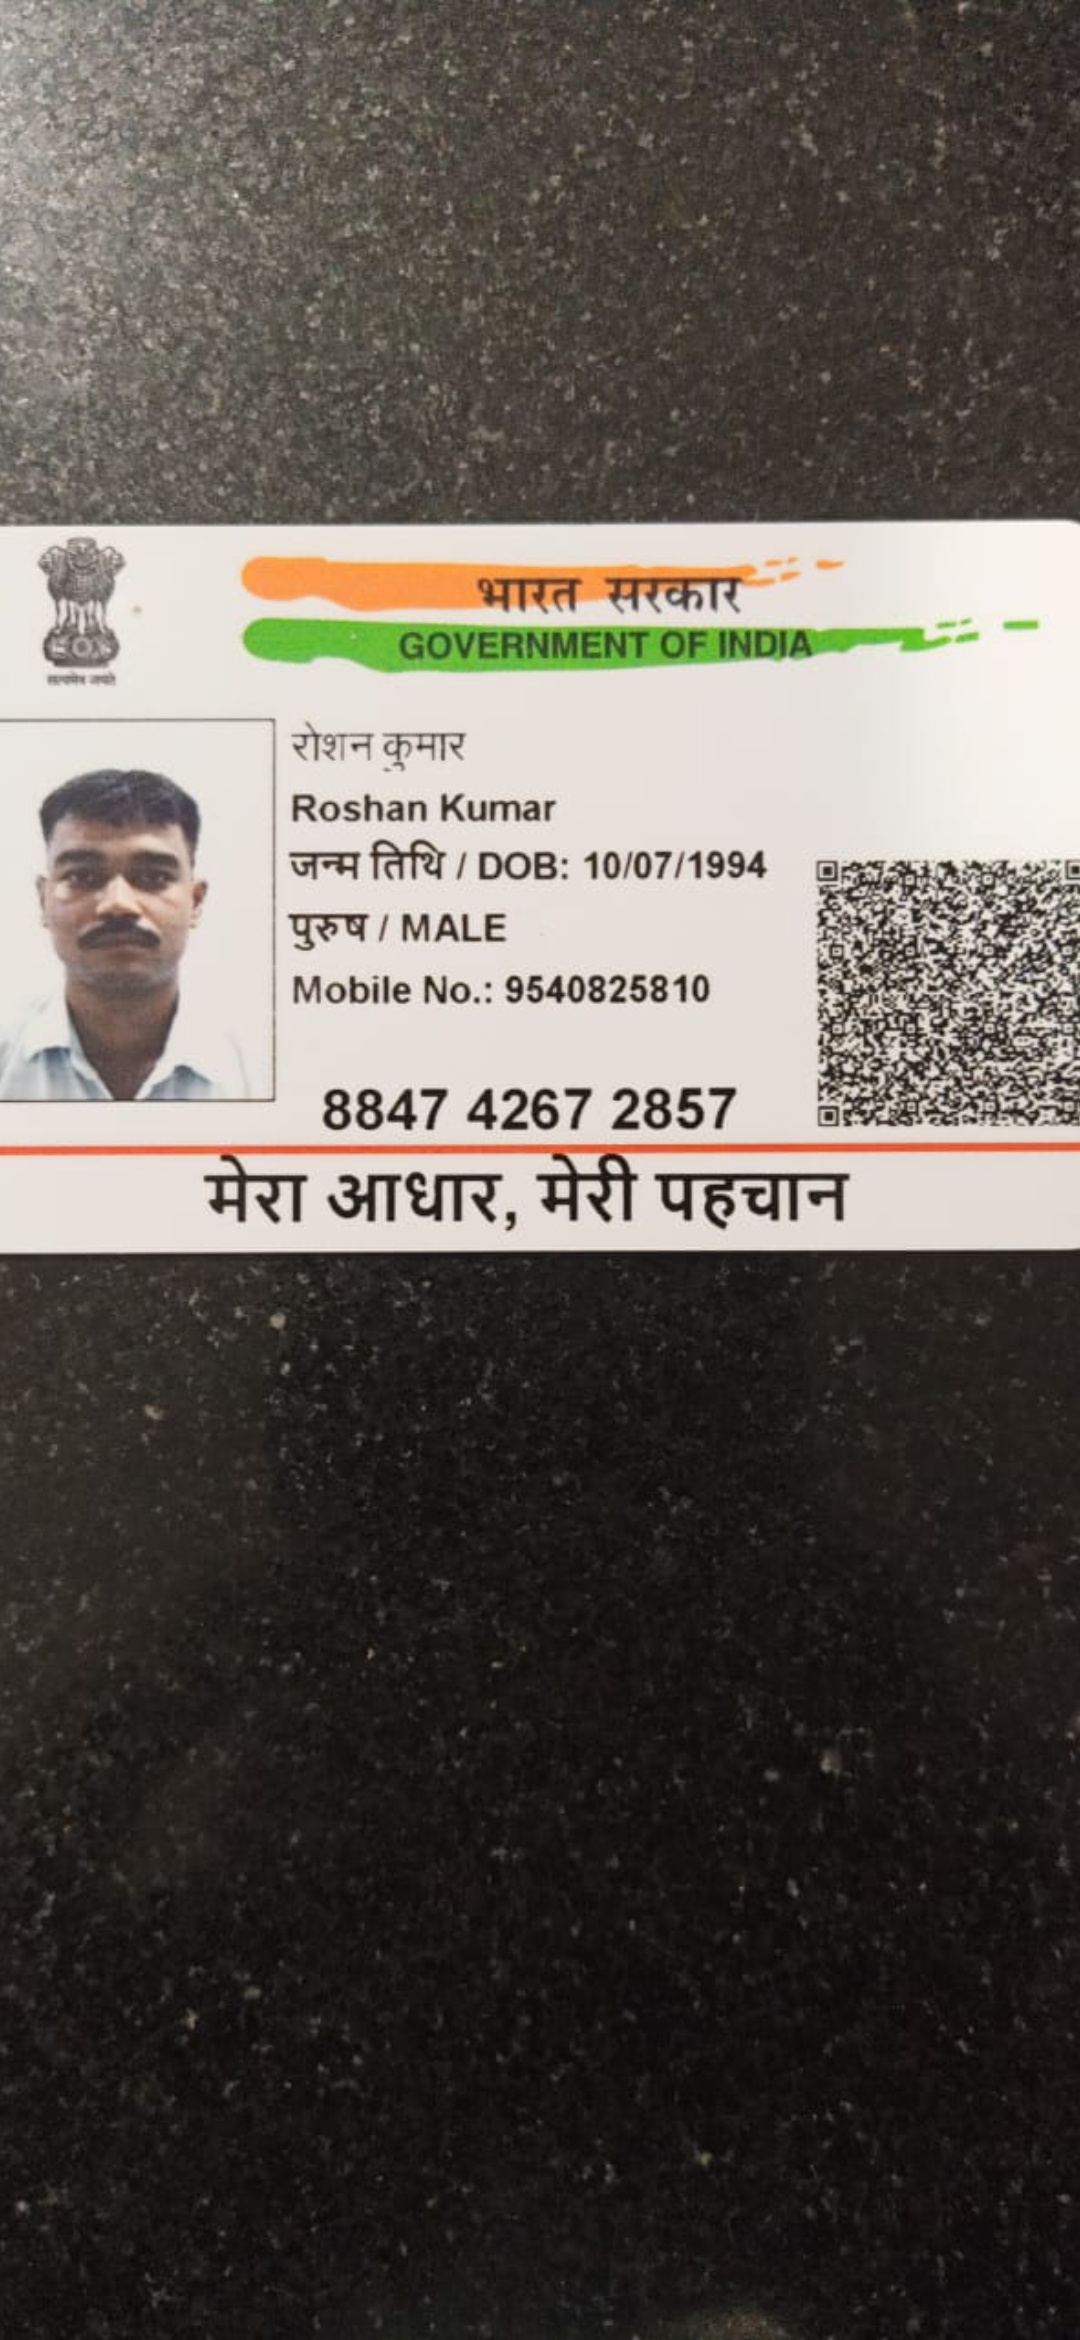 भारत सरकार
GOVERNMENT OF INDIA
सत्यमेव जयते
रोशन कुमार
Roshan Kumar
जन्म तिथि / DOB: 10/07/1994
पुरुष / MALE
Mobile No.: 9540825810
8847 4267 2857
मेरा आधार, मेरी पहचान